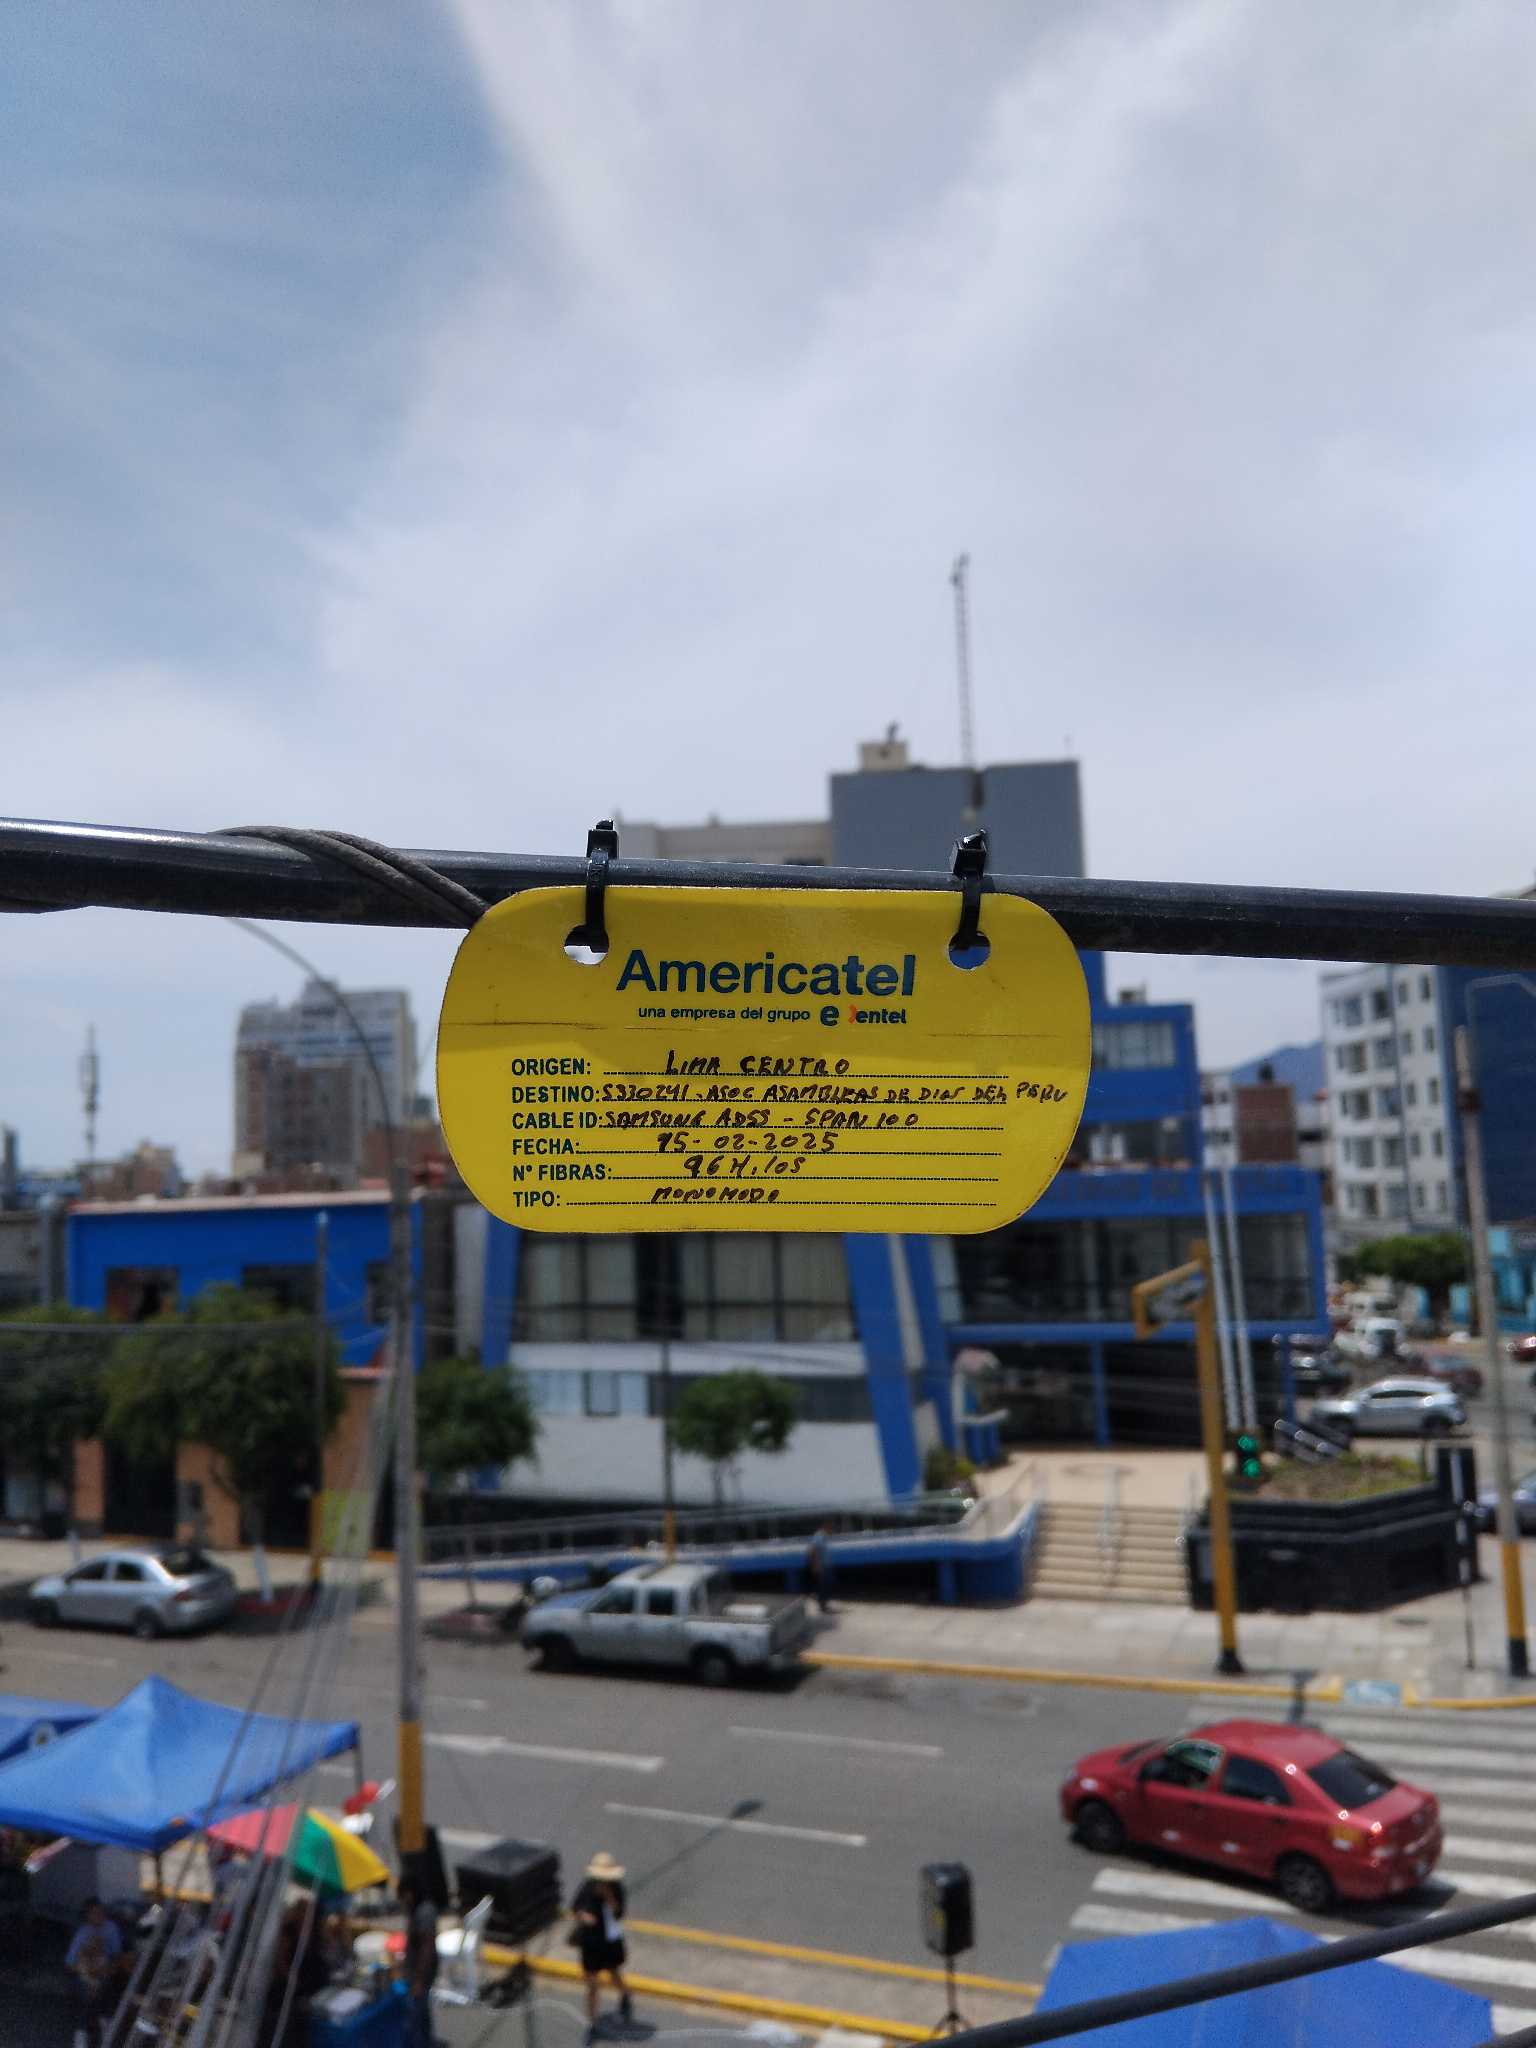 Americatel
una empresa del grupo e entel
ORIGEN: LIMA CENTRO
DESTINO: S330241-ASOC ASAMBLEAS DE DIOS DEL PERU
CABLE ID: SAMSUNG ADSS - SPAN 100
FECHA: 15-02-2025
Nº FIBRAS: 96 Hilos
TIPO: MONOMODO